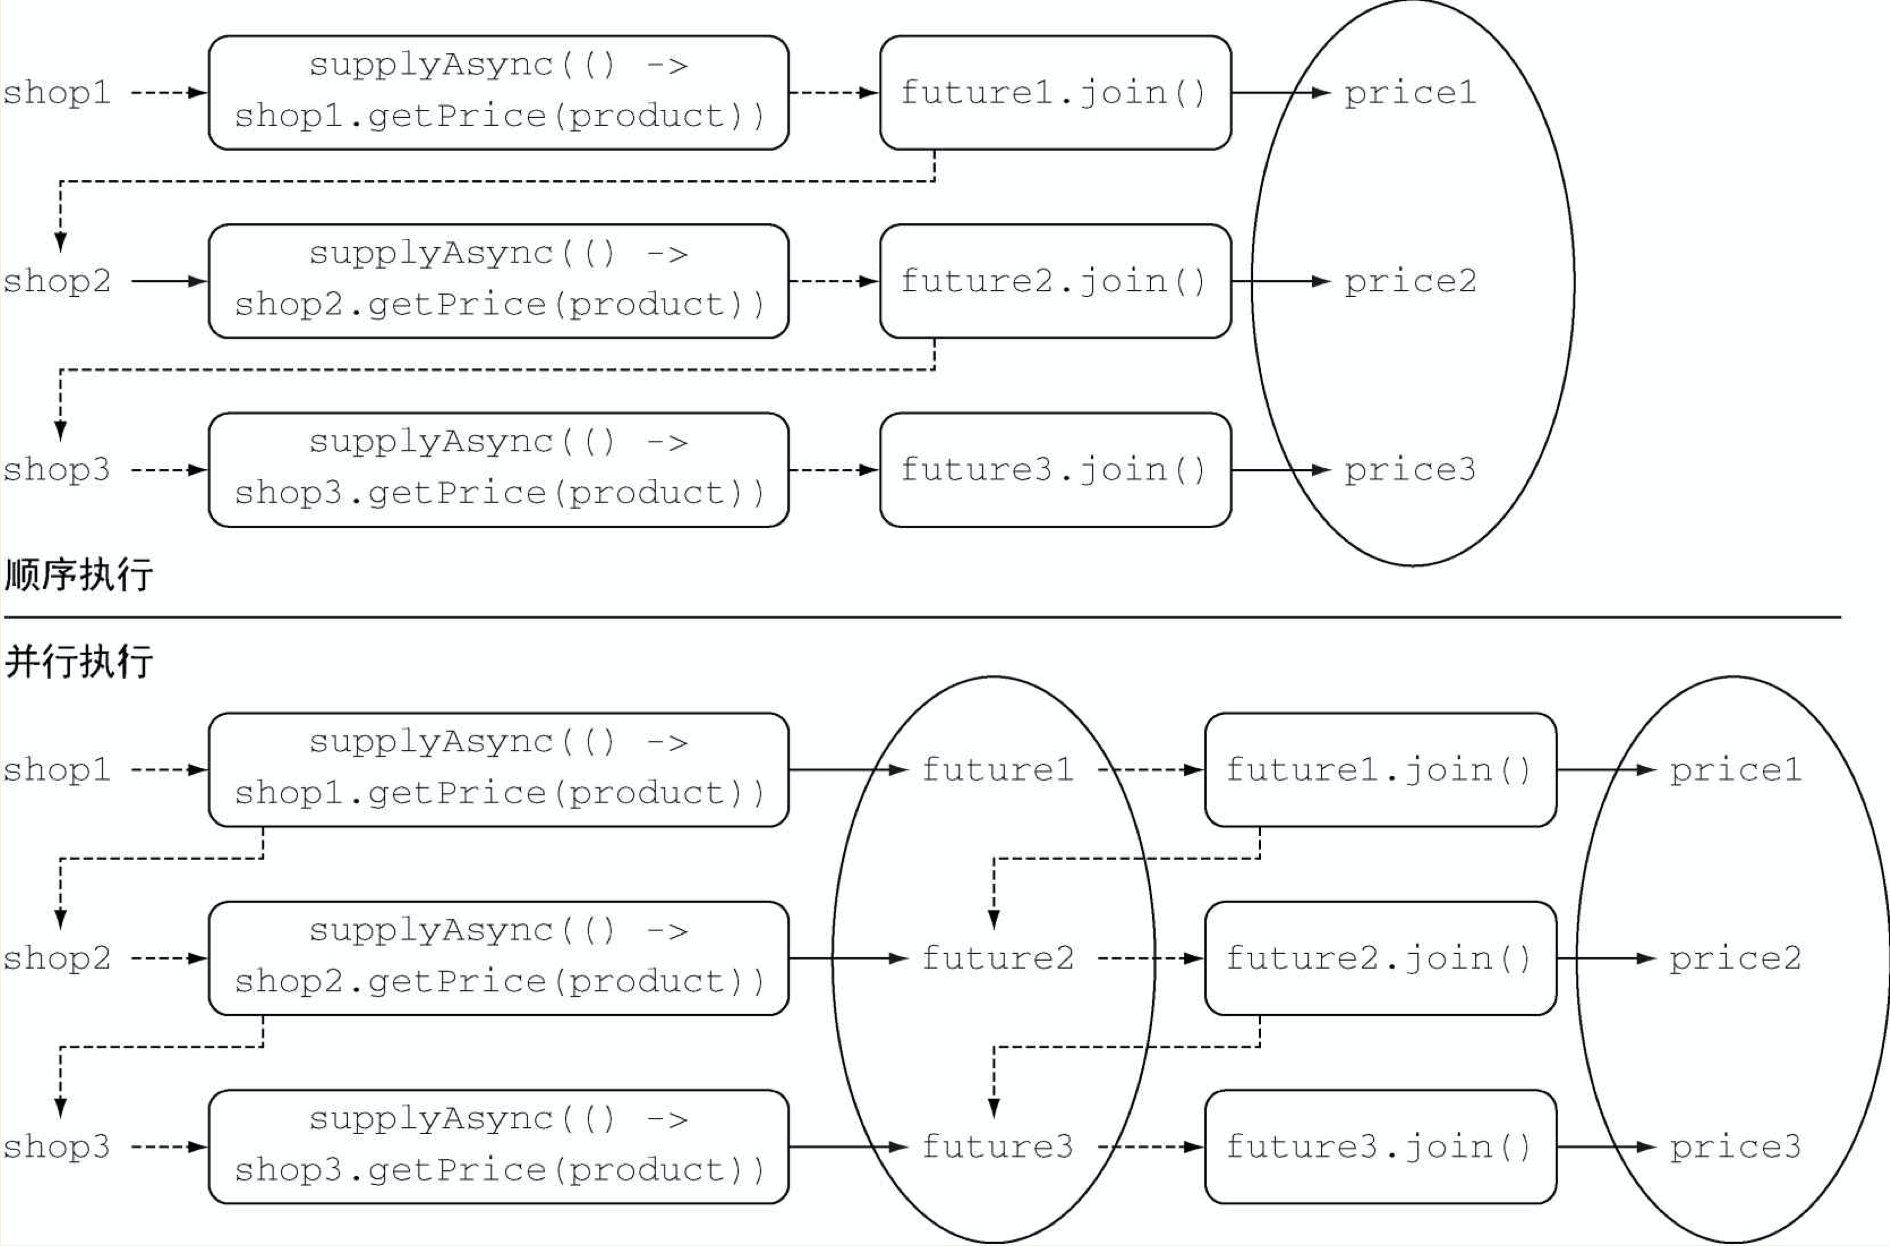 shop1
supplyAsync(() ->
shop1.getPrice(product))
future1.join()
price1
shop2
supplyAsync(() ->
shop2.getPrice(product))
future2.join()
price2
shop3
supplyAsync(() ->
shop3.getPrice(product))
future3.join()
price3
顺序执行
并行执行
shop1
supplyAsync(() ->
shop1.getPrice(product))
future1
future1.join()
price1
shop2
supplyAsync(() ->
shop2.getPrice(product))
future2
future2.join()
price2
shop3
supplyAsync(() ->
shop3.getPrice(product))
future3
future3.join()
price3